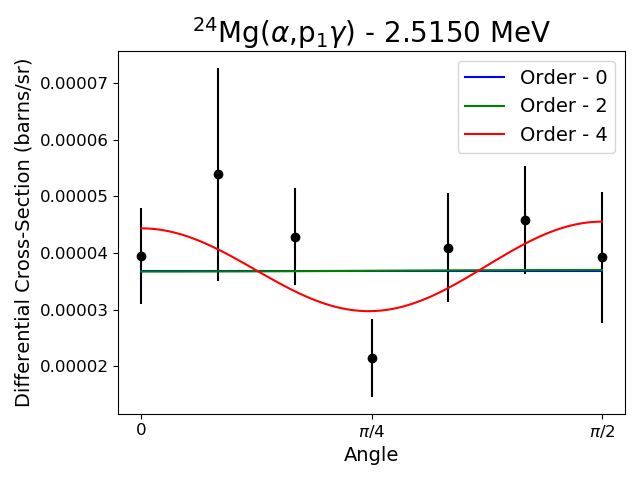 ²⁴Mg(α,p₁γ) - 2.5150 MeV
Differential Cross-Section (barns/sr)
0.00007
0.00006
0.00005
0.00004
0.00003
0.00002
Order - 0
Order - 2
Order - 4
0
π/4
π/2
Angle